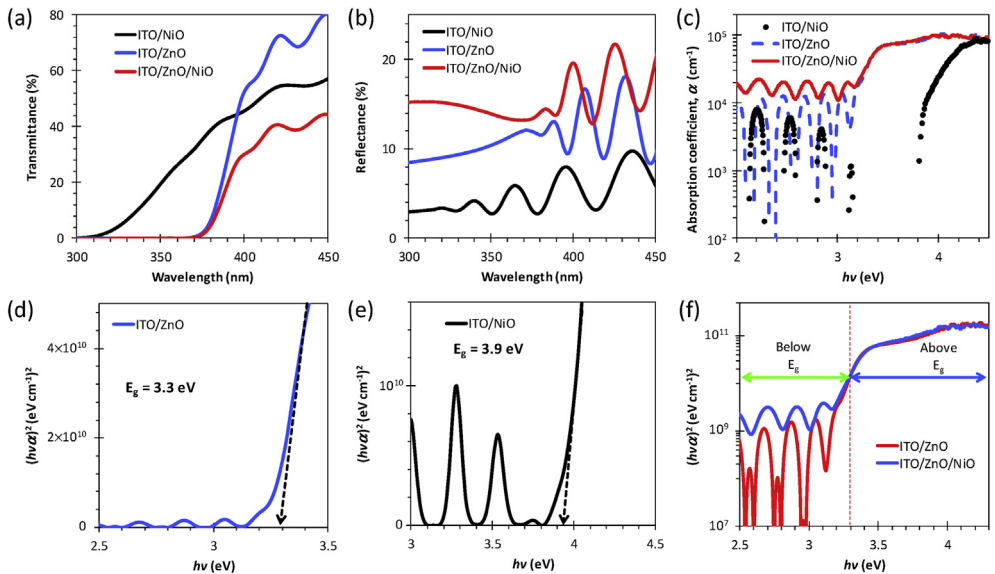 (a)
80
60
40
20
0
Transmittance (%)
ITO/NiO
ITO/ZnO
ITO/ZnO/NiO
300 350 400 450
Wavelength (nm)
(b)
20
10
0
Reflectance (%)
ITO/NiO
ITO/ZnO
ITO/ZnO/NiO
300 350 400 450
Wavelength (nm)
(c)
10⁵
10⁴
10³
10²
Absorption coefficient, α (cm⁻¹)
ITO/NiO
ITO/ZnO
ITO/ZnO/NiO
2 3 4
hν (eV)
(d)
4×10¹⁰
2×10¹⁰
0
(hνα)² (eV cm⁻¹)²
ITO/ZnO
E_g = 3.3 eV
2.5 3 3.5
hν (eV)
(e)
10¹⁰
10¹⁰
0
(hνα)² (eV cm⁻¹)²
ITO/NiO
E_g = 3.9 eV
3 3.5 4 4.5
hν (eV)
(f)
10¹¹
10⁹
10⁷
(hνα)² (eV cm⁻¹)²
Below
E_g
Above
E_g
ITO/ZnO
ITO/ZnO/NiO
2.5 3 3.5 4
hν (eV)